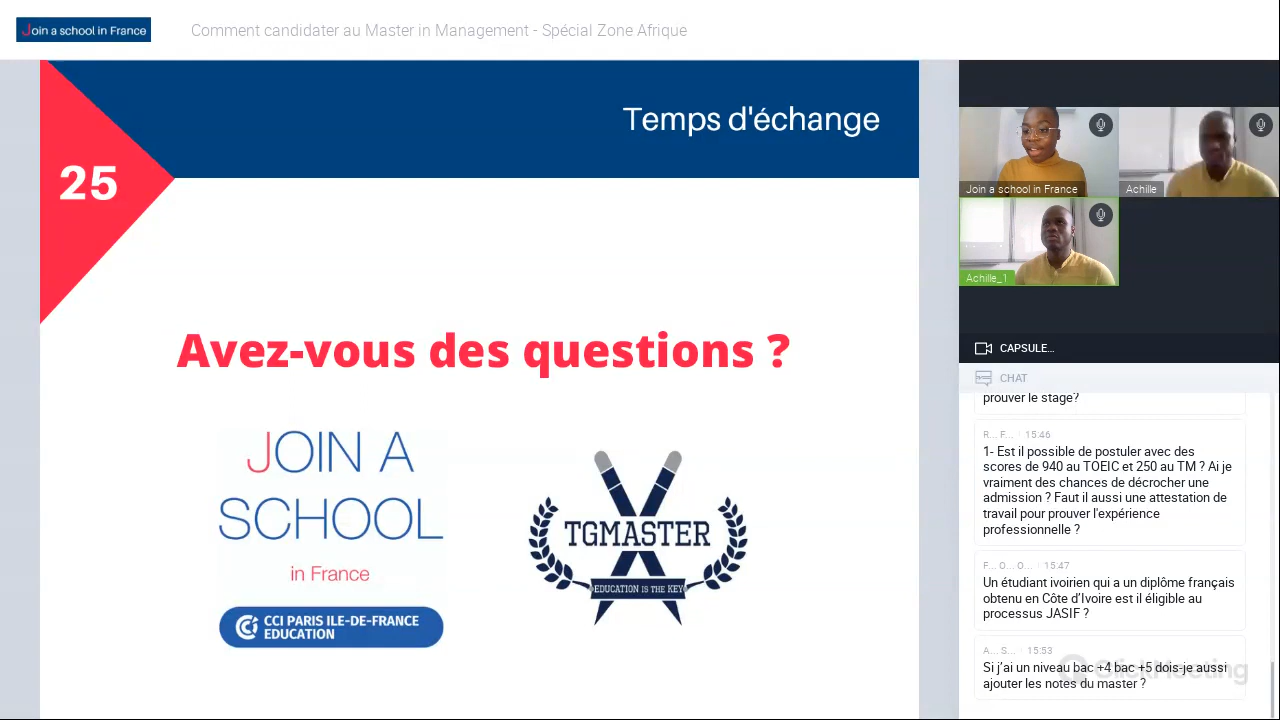 Join a school in France
Comment candidater au Master in Management - Spécial Zone Afrique
Temps d'échange
25
Avez-vous des questions ?
JOIN A
SCHOOL
in France
CCI PARIS ILE-DE-FRANCE
EDUCATION
TGMASTER
EDUCATION IS THE KEY
Join a school in France
Achille
Achille_1
CAPSULE...
CHAT
prouver le stage?
R... F... 15:46
1- Est il possible de postuler avec des
scores de 940 au TOEIC et 250 au TM ? Ai je
vraiment des chances de décrocher une
admission ? Faut il aussi une attestation de
travail pour prouver l'expérience
professionnelle ?
F... O... O... 15:47
Un étudiant ivoirien qui a un diplôme français
obtenu en Côte d'Ivoire est il éligible au
processus JASIF ?
A... S... 15:53
Si j'ai un niveau bac +4 bac +5 dois-je aussi
ajouter les notes du master ?
ClickMeeting